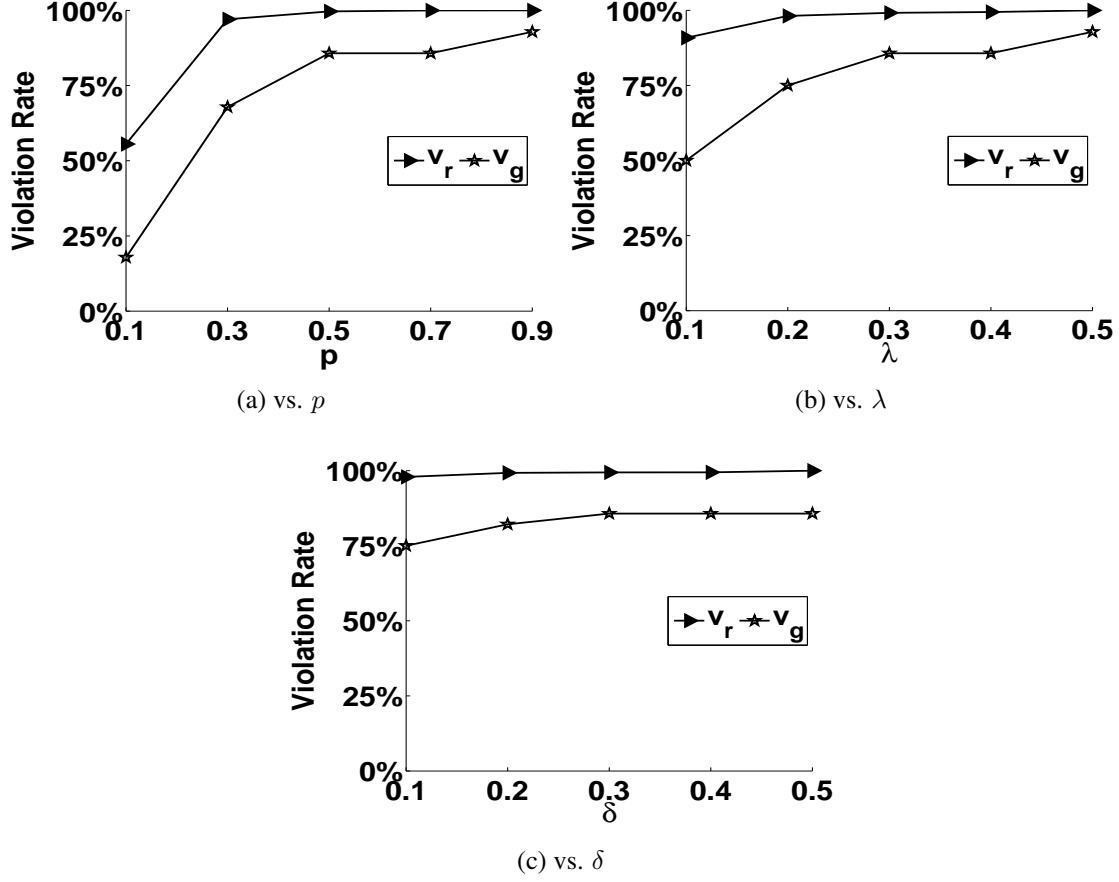 100%
75%
50%
25%
0%
Violation Rate
v_r v_g
0.1 0.3 0.5 0.7 0.9
p
(a) vs. p
100%
75%
50%
25%
0%
Violation Rate
v_r v_g
0.1 0.2 0.3 0.4 0.5
λ
(b) vs. λ
100%
75%
50%
25%
0%
Violation Rate
v_r v_g
0.1 0.2 0.3 0.4 0.5
δ
(c) vs. δ